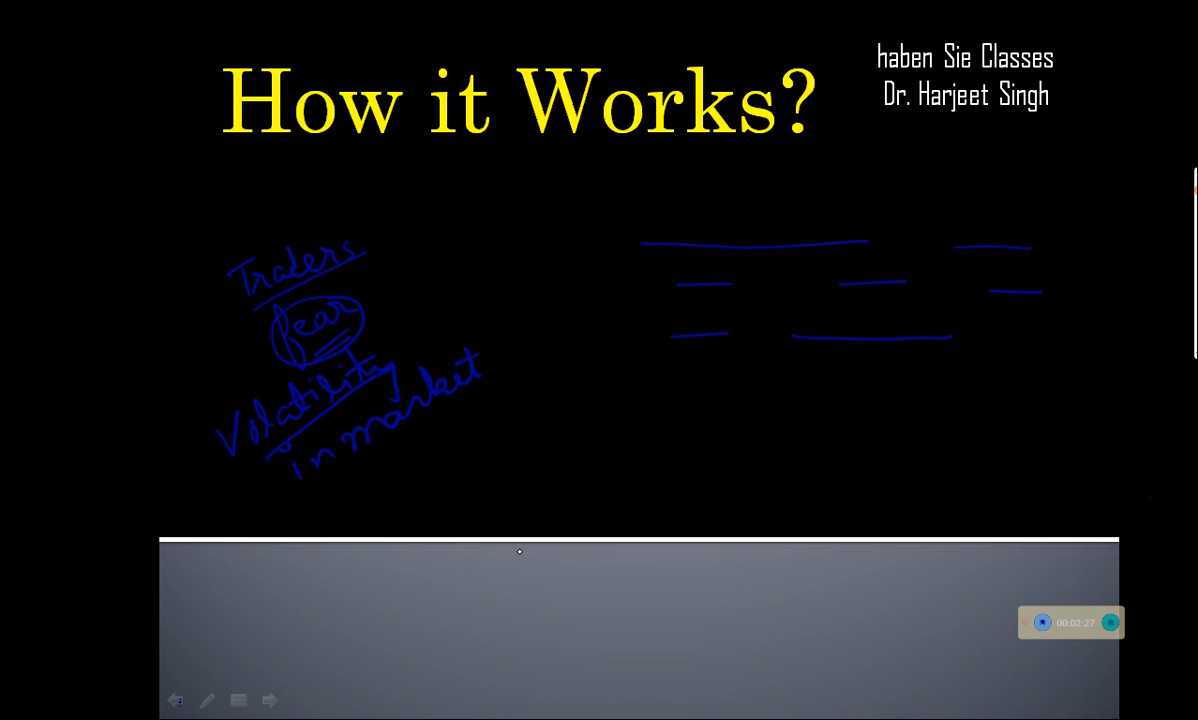 How it Works?
haben Sie Classes
Dr. Harjeet Singh
Traders
fear
Volatility
in market
00:02:27